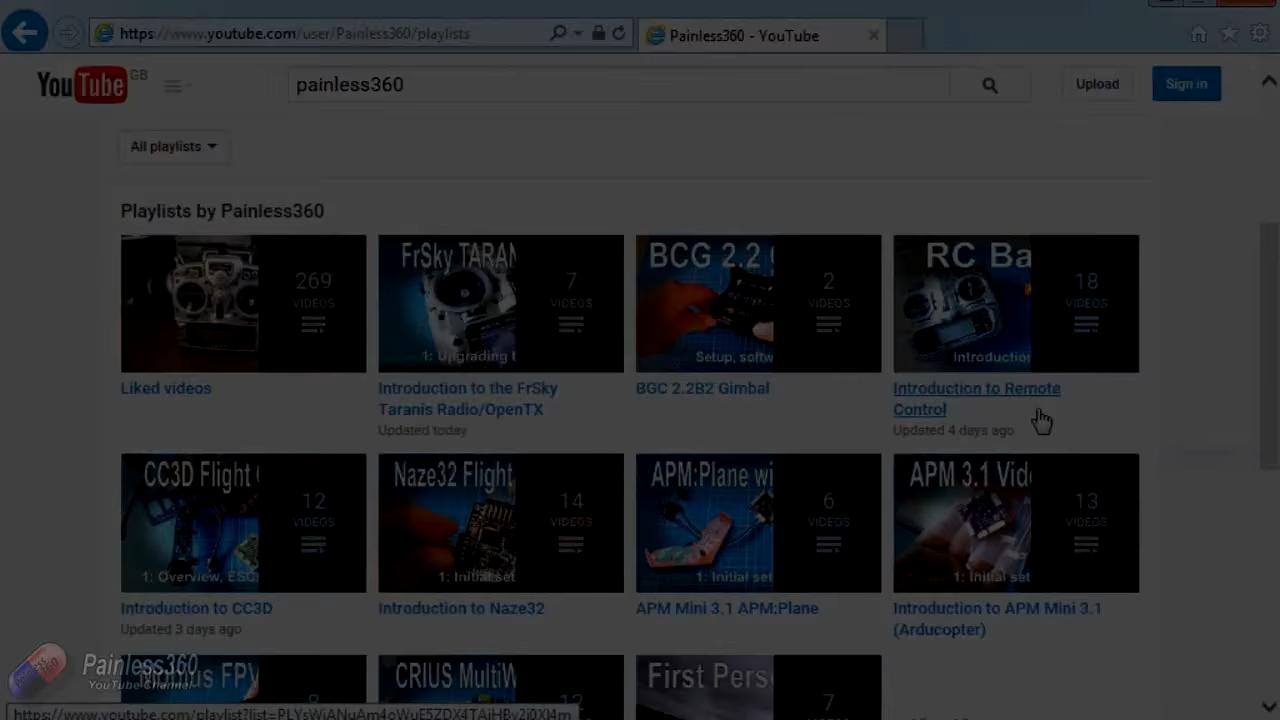 https://www.youtube.com/user/Painless360/playlists
Painless360 - YouTube
YouTube GB
painless360
Upload
Sign in
All playlists
Playlists by Painless360
269
VIDEOS
FrSky TARAN
7
VIDEOS
1: Upgrading t
BCG 2.2
2
VIDEOS
Setup, softw
RC Ba
18
VIDEOS
Introduction
Liked videos
Introduction to the FrSky
Taranis Radio/OpenTX
Updated today
BGC 2.2B2 Gimbal
Introduction to Remote
Control
Updated 4 days ago
CC3D Flight
12
VIDEOS
1: Overview, ESC
Naze32 Flight
14
VIDEOS
1: Initial set
APM:Plane wi
6
VIDEOS
1: Initial set
APM 3.1 Vid
13
VIDEOS
1: Initial set
Introduction to CC3D
Updated 3 days ago
Introduction to Naze32
APM Mini 3.1 APM:Plane
Introduction to APM Mini 3.1
(Arducopter)
Painless360
YouTube Channel
FPV
CRIUS MultiW
12
First Pers
7